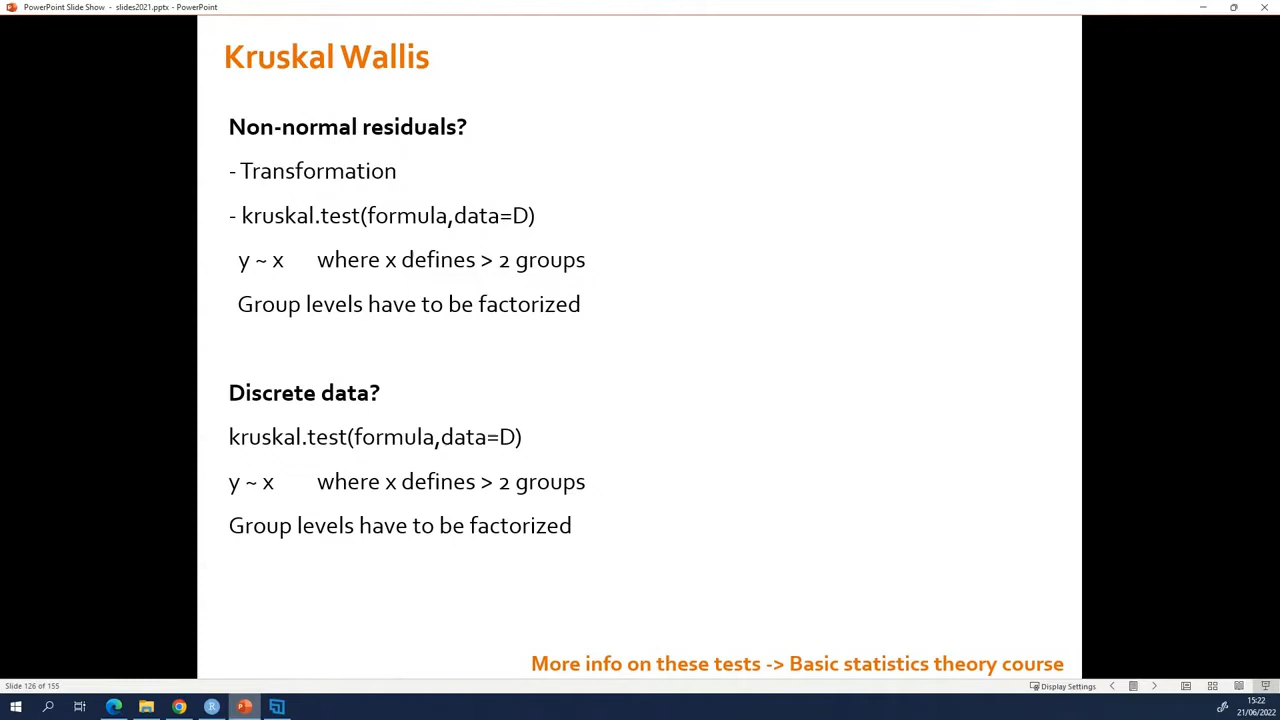 PowerPoint Slide Show - slides2021.pptx - PowerPoint
Kruskal Wallis
Non-normal residuals?
- Transformation
- kruskal.test(formula,data=D)
y ~ x where x defines > 2 groups
Group levels have to be factorized
Discrete data?
kruskal.test(formula,data=D)
y ~ x where x defines > 2 groups
Group levels have to be factorized
More info on these tests -> Basic statistics theory course
Slide 126 of 155
Display Settings
15:22
21/06/2022